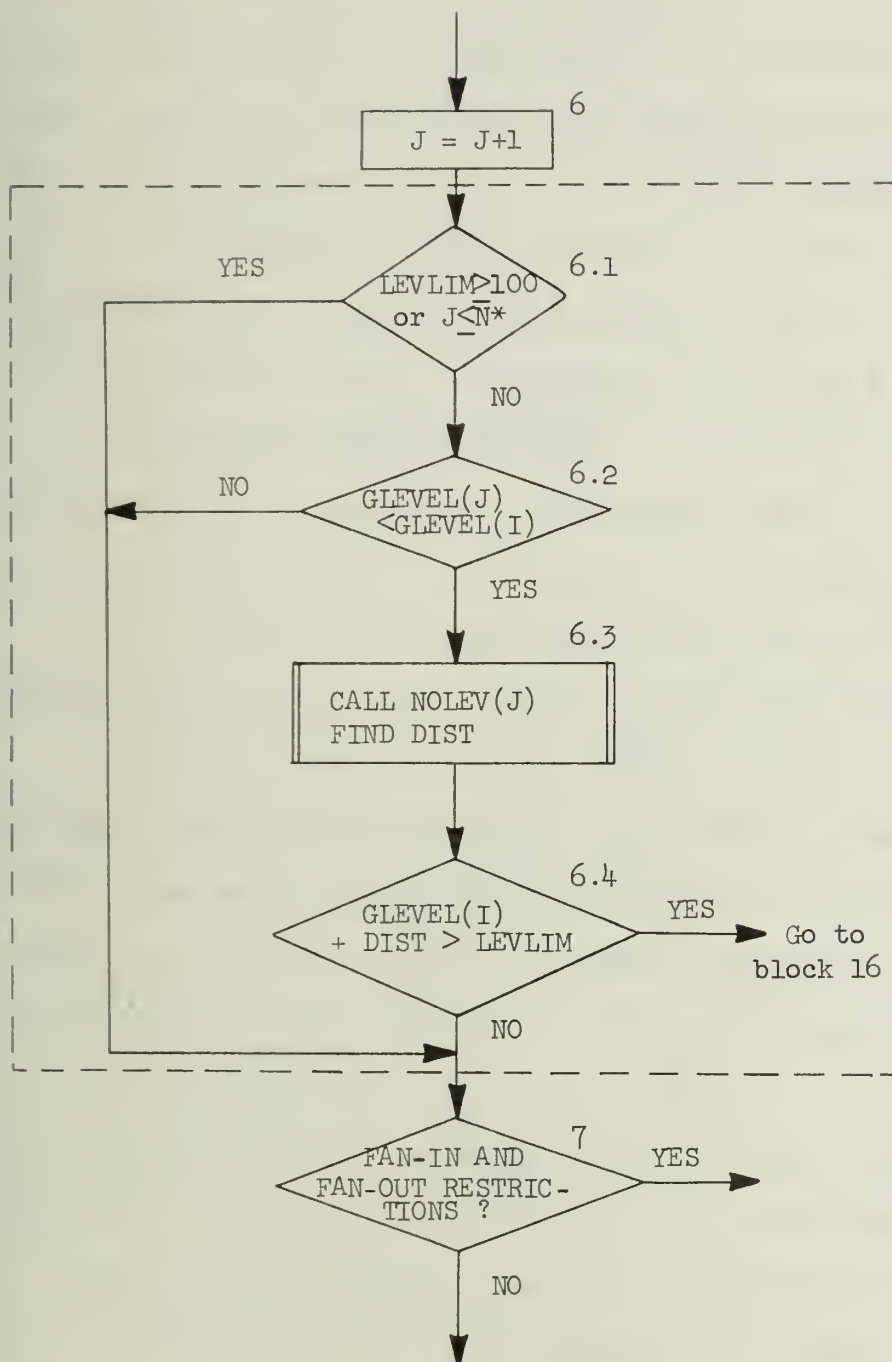 6
J = J+1
6.1
YES
LEVLIM≥100
or J≤N*
NO
6.2
NO
GLEVEL(J)
<GLEVEL(I)
YES
6.3
CALL NOLEV(J)
FIND DIST
6.4
GLEVEL(I)
+ DIST > LEVLIM
YES
Go to
block 16
NO
7
FAN-IN AND
FAN-OUT RESTRIC-
TIONS ?
YES
NO